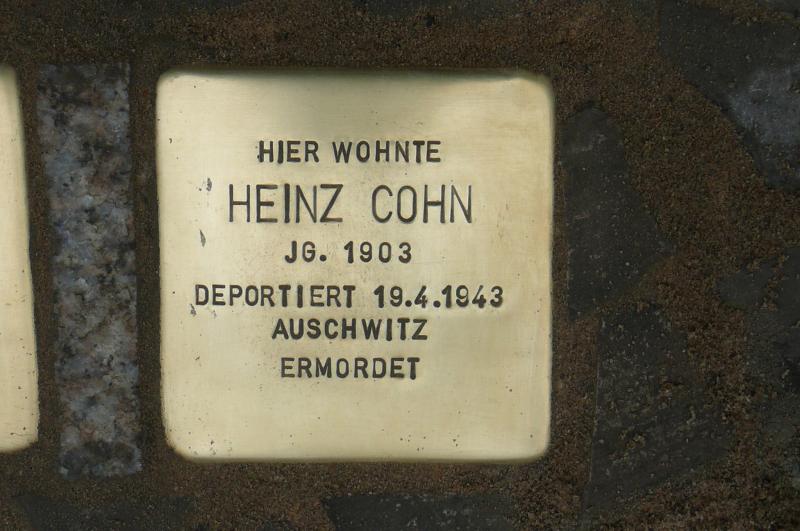 HIER WOHNTE
HEINZ COHN
JG. 1903
DEPORTIERT 19.4.1943
AUSCHWITZ
ERMORDET